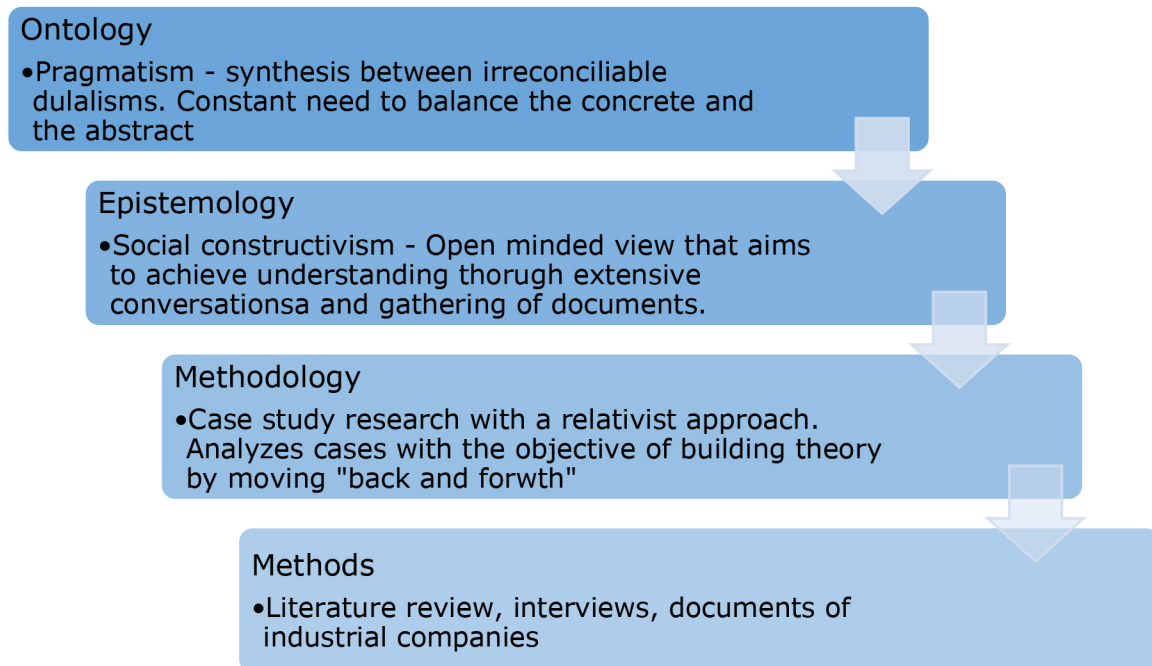 Ontology
•Pragmatism - synthesis between irreconciliable
dulalisms. Constant need to balance the concrete and
the abstract
Epistemology
•Social constructivism - Open minded view that aims
to achieve understanding thorugh extensive
conversationsa and gathering of documents.
Methodology
•Case study research with a relativist approach.
Analyzes cases with the objective of building theory
by moving "back and forwth"
Methods
•Literature review, interviews, documents of
industrial companies